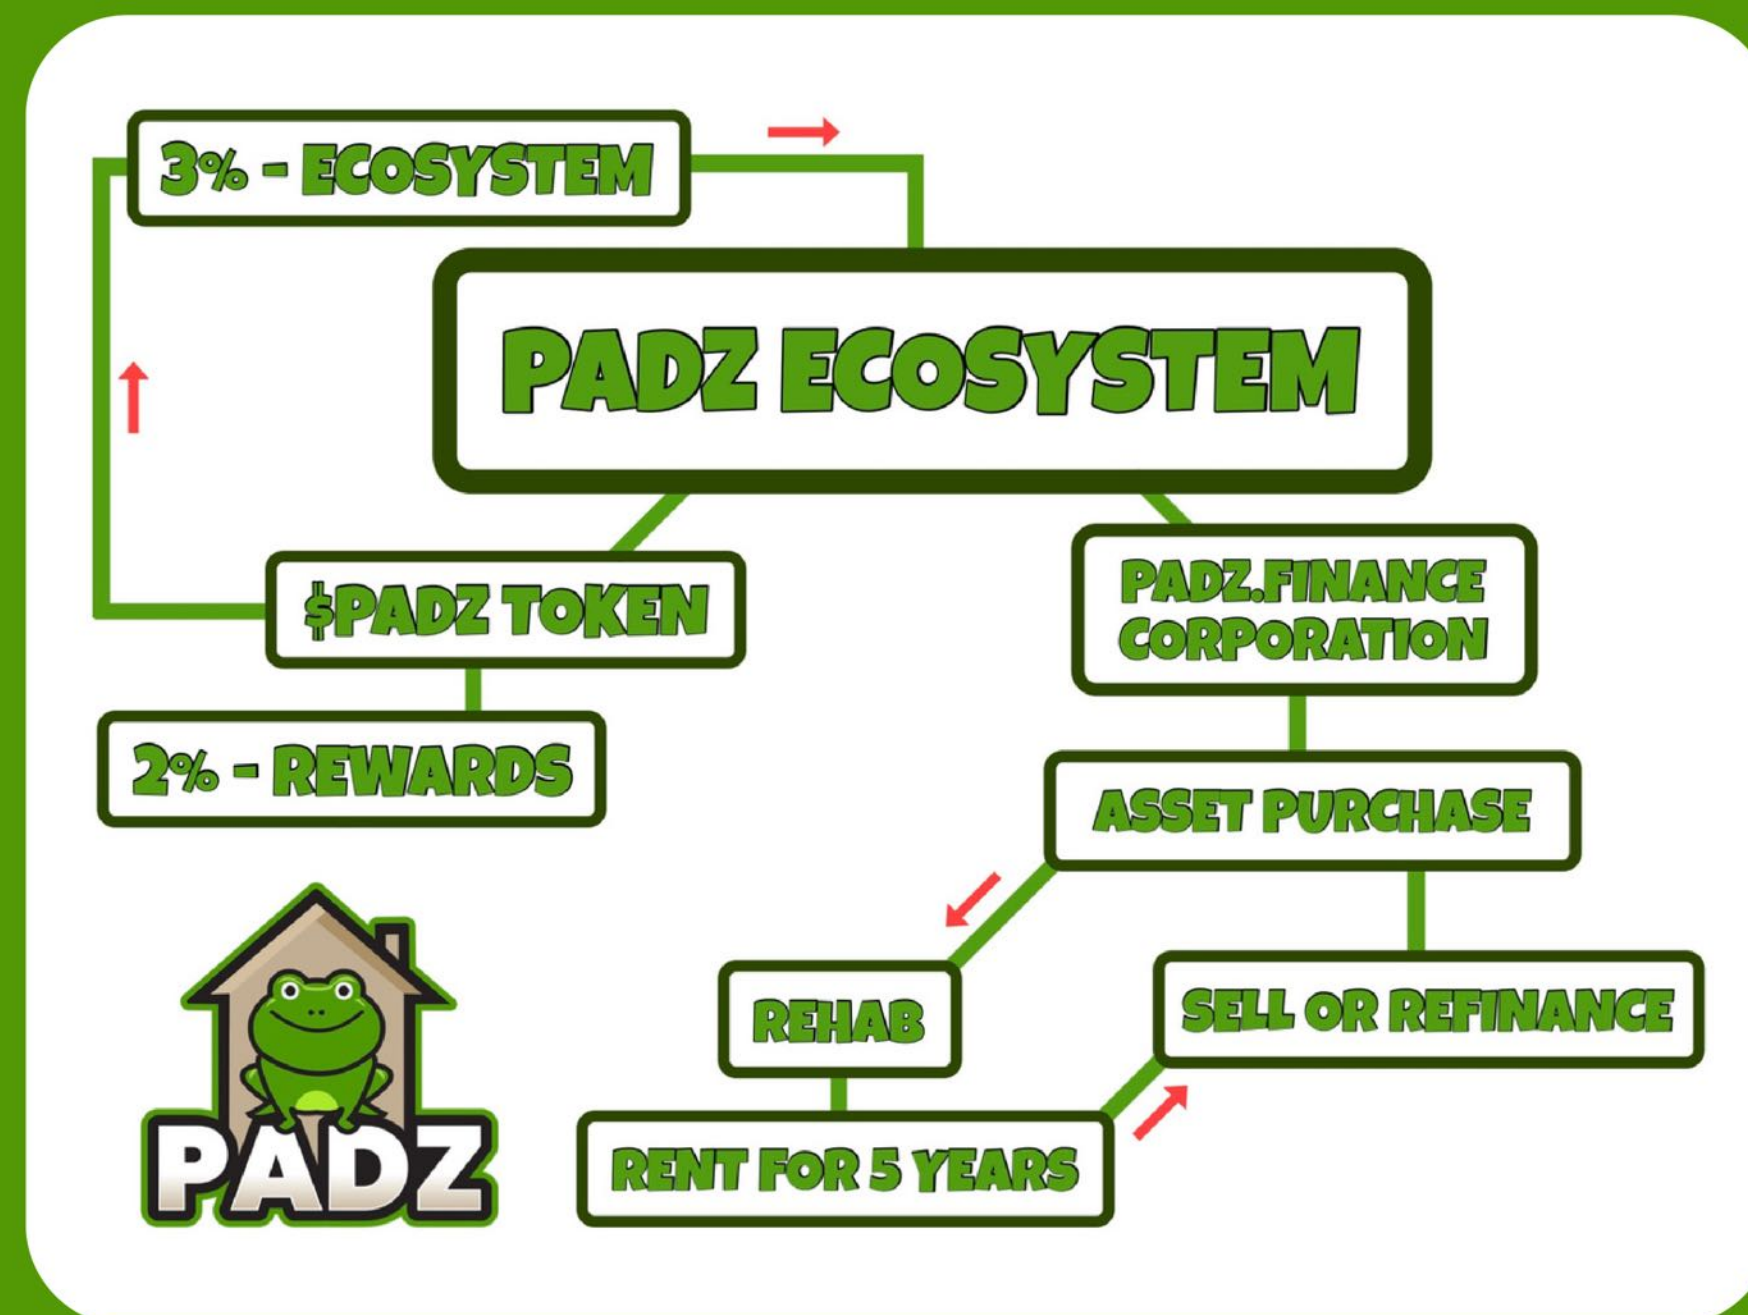 3% - ECOSYSTEM
PADZ ECOSYSTEM
$PADZ TOKEN
2% - REWARDS
PADZ.FINANCE
CORPORATION
ASSET PURCHASE
REHAB
SELL OR REFINANCE
RENT FOR 5 YEARS
PADZ